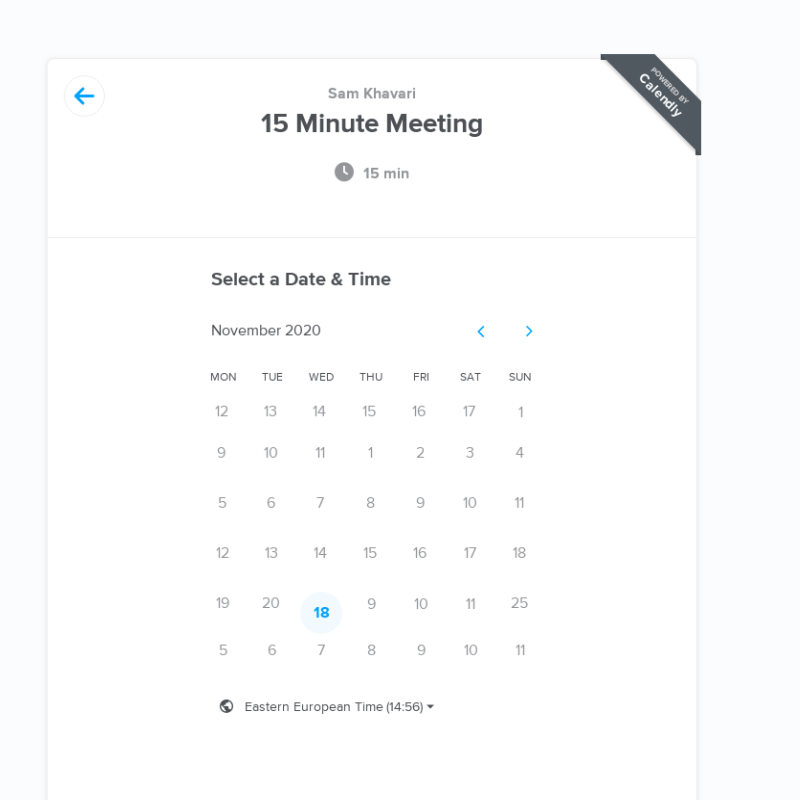 POWERED BY
Calendly
Sam Khavari
15 Minute Meeting
15 min
Select a Date & Time
November 2020
MON TUE WED THU FRI SAT SUN
12 13 14 15 16 17 1
9 10 11 1 2 3 4
5 6 7 8 9 10 11
12 13 14 15 16 17 18
19 20 18 9 10 11 25
5 6 7 8 9 10 11
Eastern European Time (14:56)